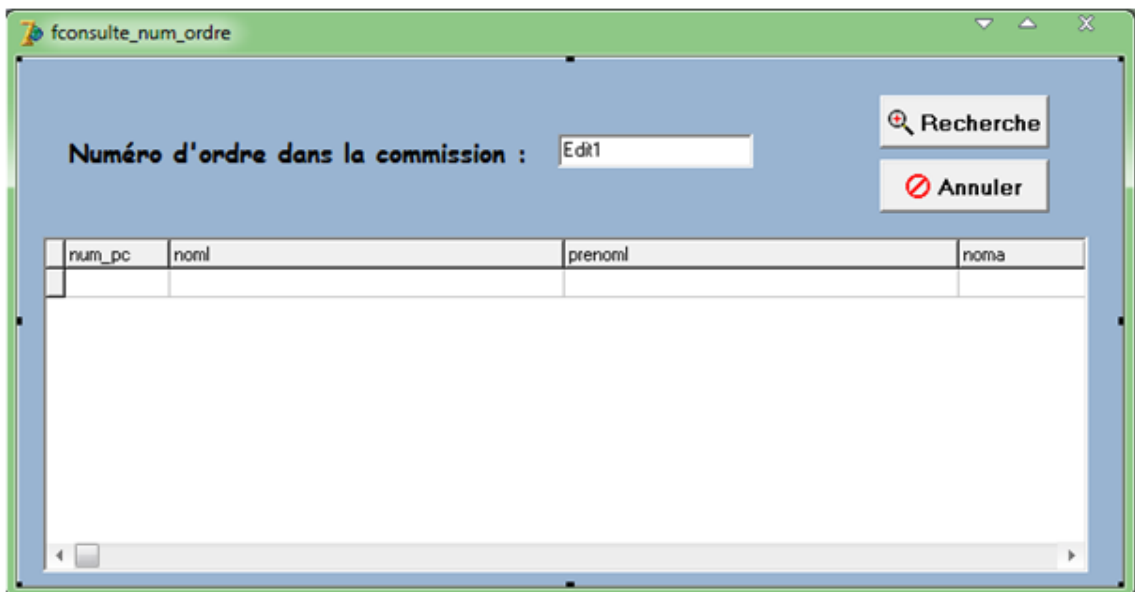 fconsulte_num_ordre
Recherche
Numéro d'ordre dans la commission : Edit1
Annuler
num_pc noml prenoml noma